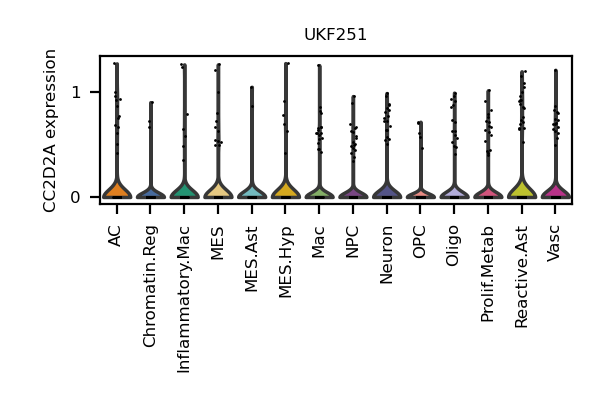 UKF251
CC2D2A expression
1
0
AC
Chromatin.Reg
Inflammatory.Mac
MES
MES.Ast
MES.Hyp
Mac
NPC
Neuron
OPC
Oligo
Prolif.Metab
Reactive.Ast
Vasc